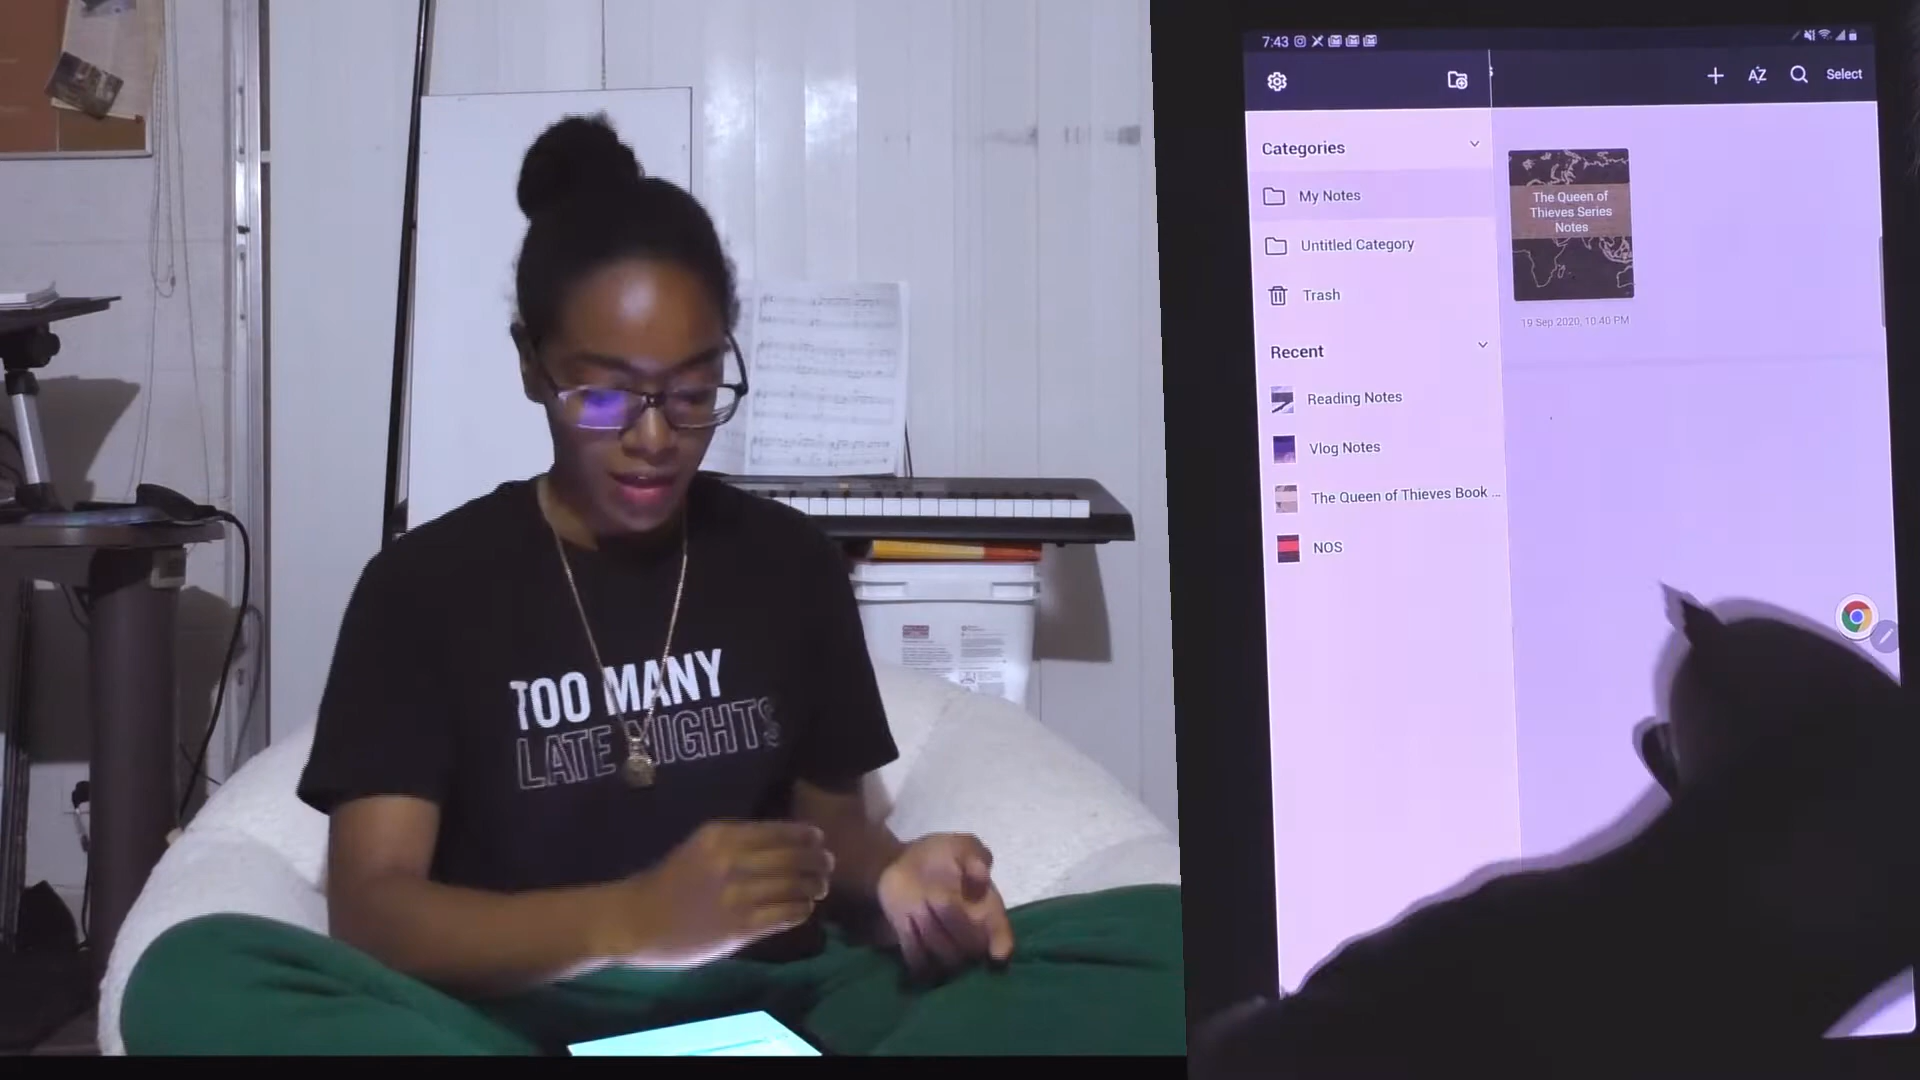 TOO MANY
LATE NIGHTS
7:43
Select
Categories
My Notes
Untitled Category
Trash
Recent
Reading Notes
Vlog Notes
The Queen of Thieves Book ...
NOS
The Queen of
Thieves Series
Notes
19 Sep 2020, 10:40 PM